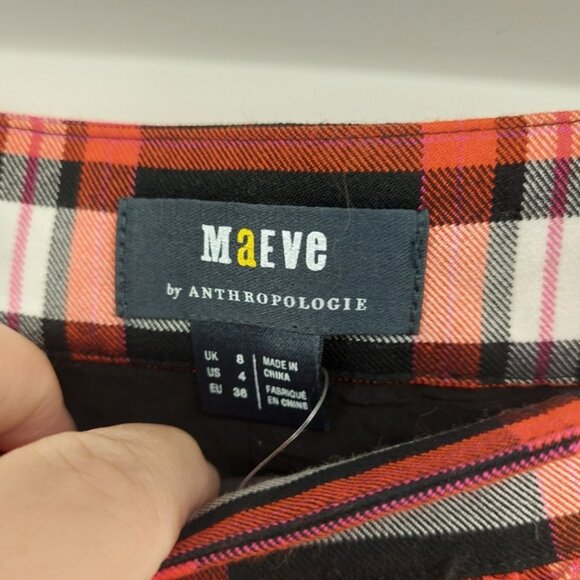 MaEVe
by ANTHROPOLOGIE
UK 8
US 4
EU 36
MADE IN
CHINA
FABRIQUÉ
EN CHINE